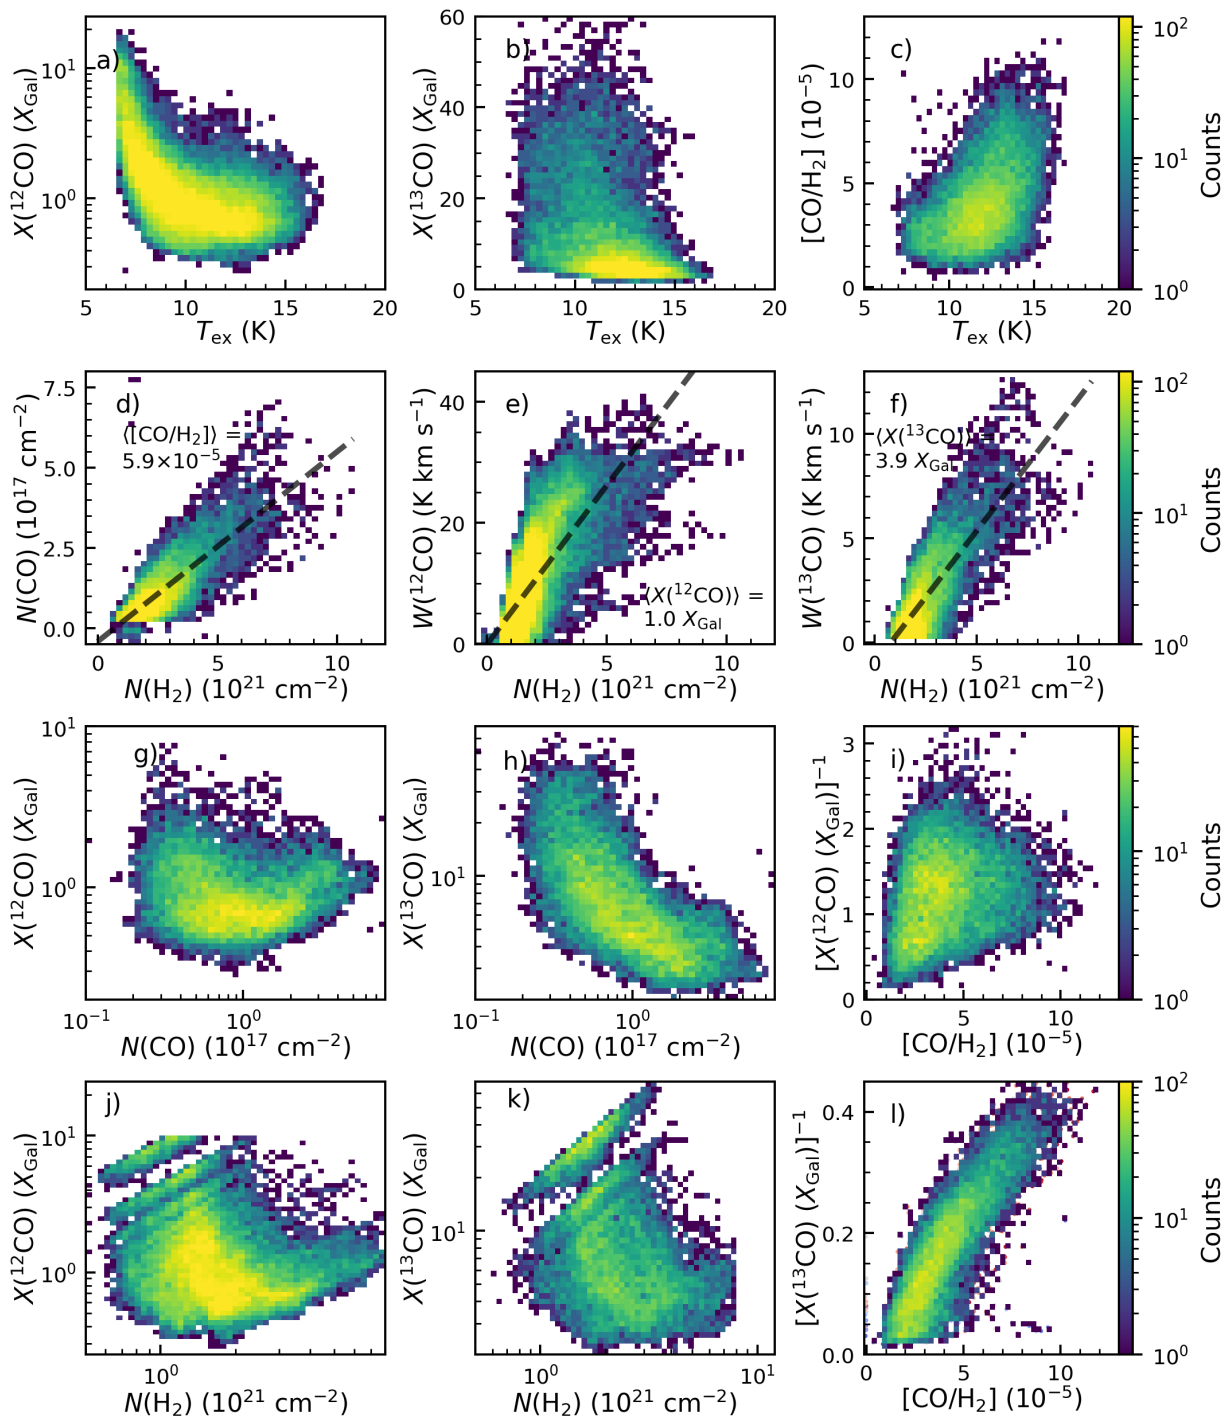 a)
X(¹²CO) (X_Gal)
10¹
10⁰
5 10 15 20
T_ex (K)
b)
X(¹³CO) (X_Gal)
60
40
20
0
5 10 15 20
T_ex (K)
c)
[CO/H₂] (10⁻⁵)
10
5
0
5 10 15 20
T_ex (K)
10²
10¹
10⁰
Counts
d)
⟨[CO/H₂]⟩ =
5.9×10⁻⁵
N(CO) (10¹⁷ cm⁻²)
7.5
5.0
2.5
0.0
0 5 10
N(H₂) (10²¹ cm⁻²)
e)
⟨X(¹²CO)⟩ =
1.0 X_Gal
W(¹²CO) (K km s⁻¹)
40
20
0
0 5 10
N(H₂) (10²¹ cm⁻²)
f)
⟨X(¹³CO)⟩ =
3.9 X_Gal
W(¹³CO) (K km s⁻¹)
10
5
0
0 5 10
N(H₂) (10²¹ cm⁻²)
10²
10¹
10⁰
Counts
g)
X(¹²CO) (X_Gal)
10¹
10⁰
10⁻¹ 10⁰
N(CO) (10¹⁷ cm⁻²)
h)
X(¹³CO) (X_Gal)
10¹
10⁻¹ 10⁰
N(CO) (10¹⁷ cm⁻²)
i)
[X(¹²CO) (X_Gal)]⁻¹
3
2
1
0
0 5 10
[CO/H₂] (10⁻⁵)
10¹
10⁰
Counts
j)
X(¹²CO) (X_Gal)
10¹
10⁰
10⁰
N(H₂) (10²¹ cm⁻²)
k)
X(¹³CO) (X_Gal)
10¹
10⁰ 10¹
N(H₂) (10²¹ cm⁻²)
l)
[X(¹³CO) (X_Gal)]⁻¹
0.4
0.2
0.0
0 5 10
[CO/H₂] (10⁻⁵)
10²
10¹
10⁰
Counts